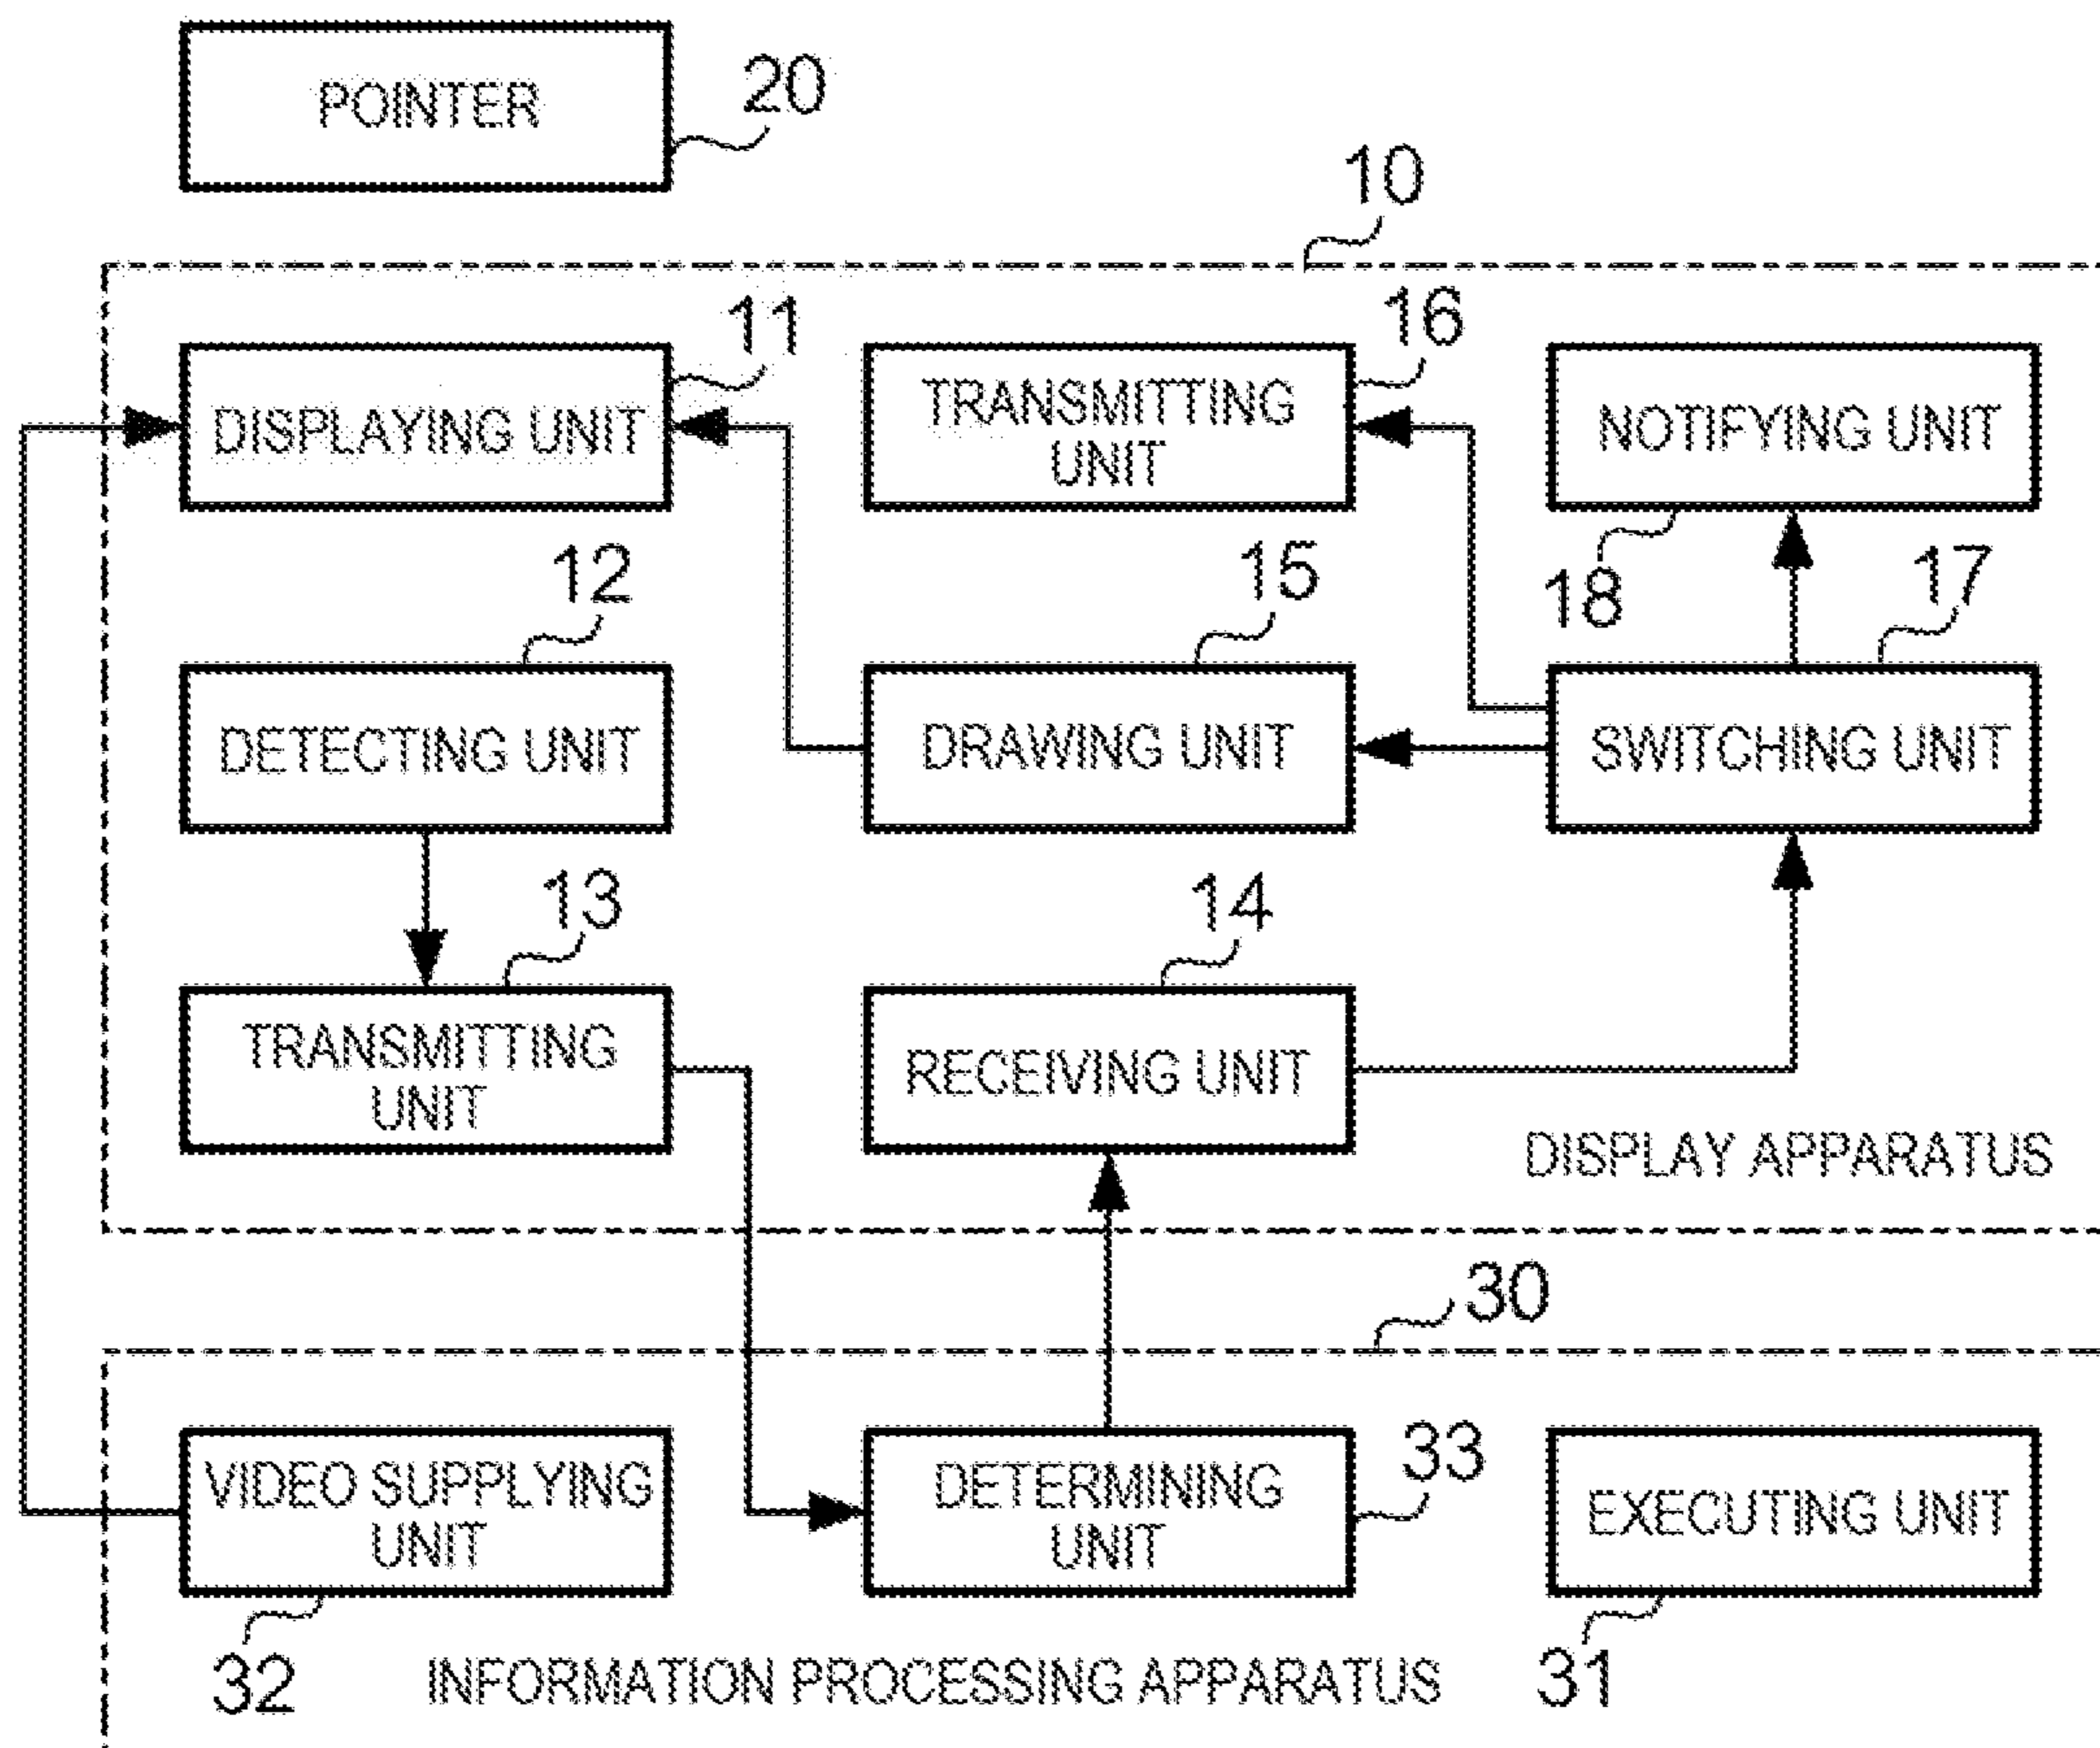 POINTER
20
10
11
16
DISPLAYING UNIT
TRANSMITTING
UNIT
NOTIFYING UNIT
12
15
18
17
DETECTING UNIT
DRAWING UNIT
SWITCHING UNIT
13
14
TRANSMITTING
UNIT
RECEIVING UNIT
DISPLAY APPARATUS
30
VIDEO SUPPLYING
UNIT
DETERMINING
UNIT
33
EXECUTING UNIT
32
INFORMATION PROCESSING APPARATUS
31